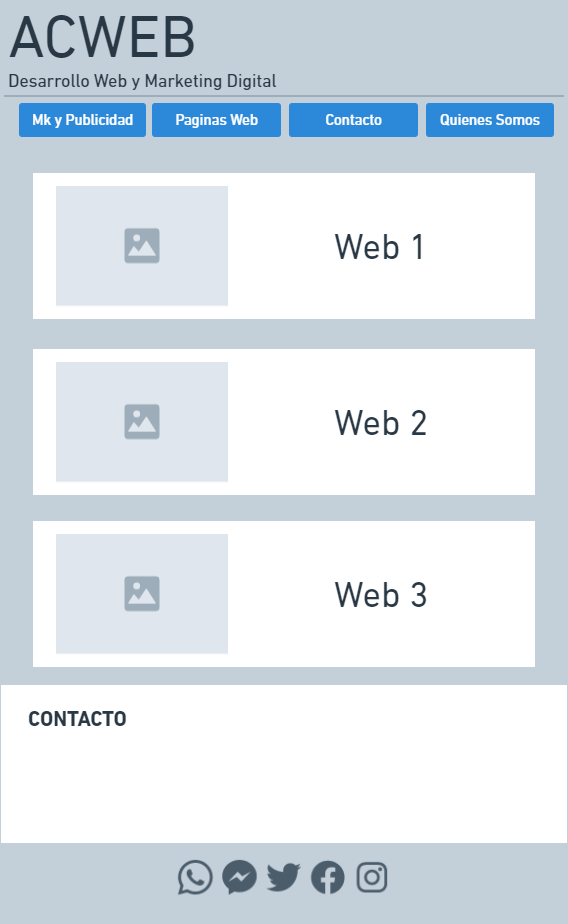 ACWEB
Desarrollo Web y Marketing Digital
Mk y Publicidad
Paginas Web
Contacto
Quienes Somos
Web 1
Web 2
Web 3
CONTACTO